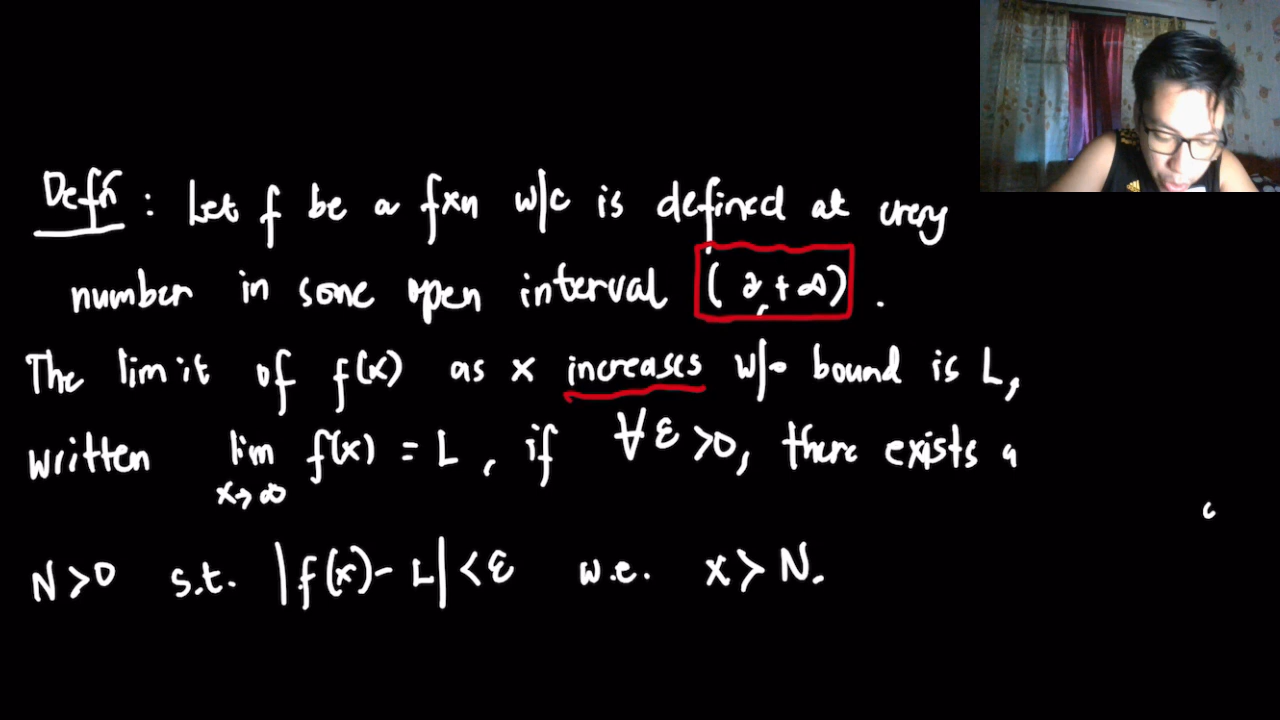 Defn : Let f be a fxn w/c is defined at every
number in some open interval (a, +∞) .
The limit of f(x) as x increases w/o bound is L,
written lim f(x) = L , if ∀ε >0, there exists a
x→∞
N>0 s.t. |f(x)- L|<ε w.e. x> N.